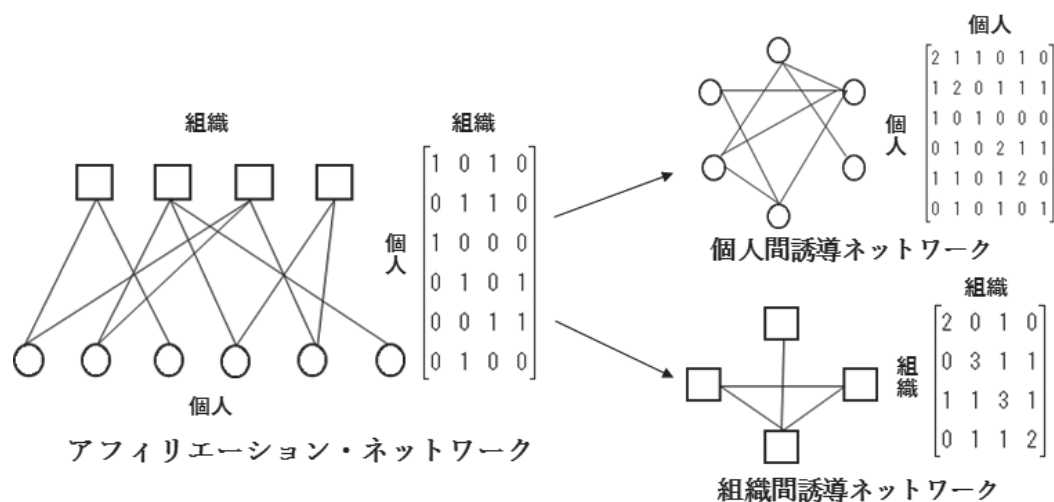 組織
組織
個人
1 0 1 0
0 1 1 0
1 0 0 0
0 1 0 1
0 0 1 1
0 1 0 0
個人
アフィリエーション・ネットワーク
個人
個人
2 1 1 0 1 0
1 2 0 1 1 1
1 0 1 0 0 0
0 1 0 2 1 1
1 1 0 1 2 0
0 1 0 1 0 1
個人間誘導ネットワーク
組織
組織
2 0 1 0
0 3 1 1
1 1 3 1
0 1 1 2
組織間誘導ネットワーク